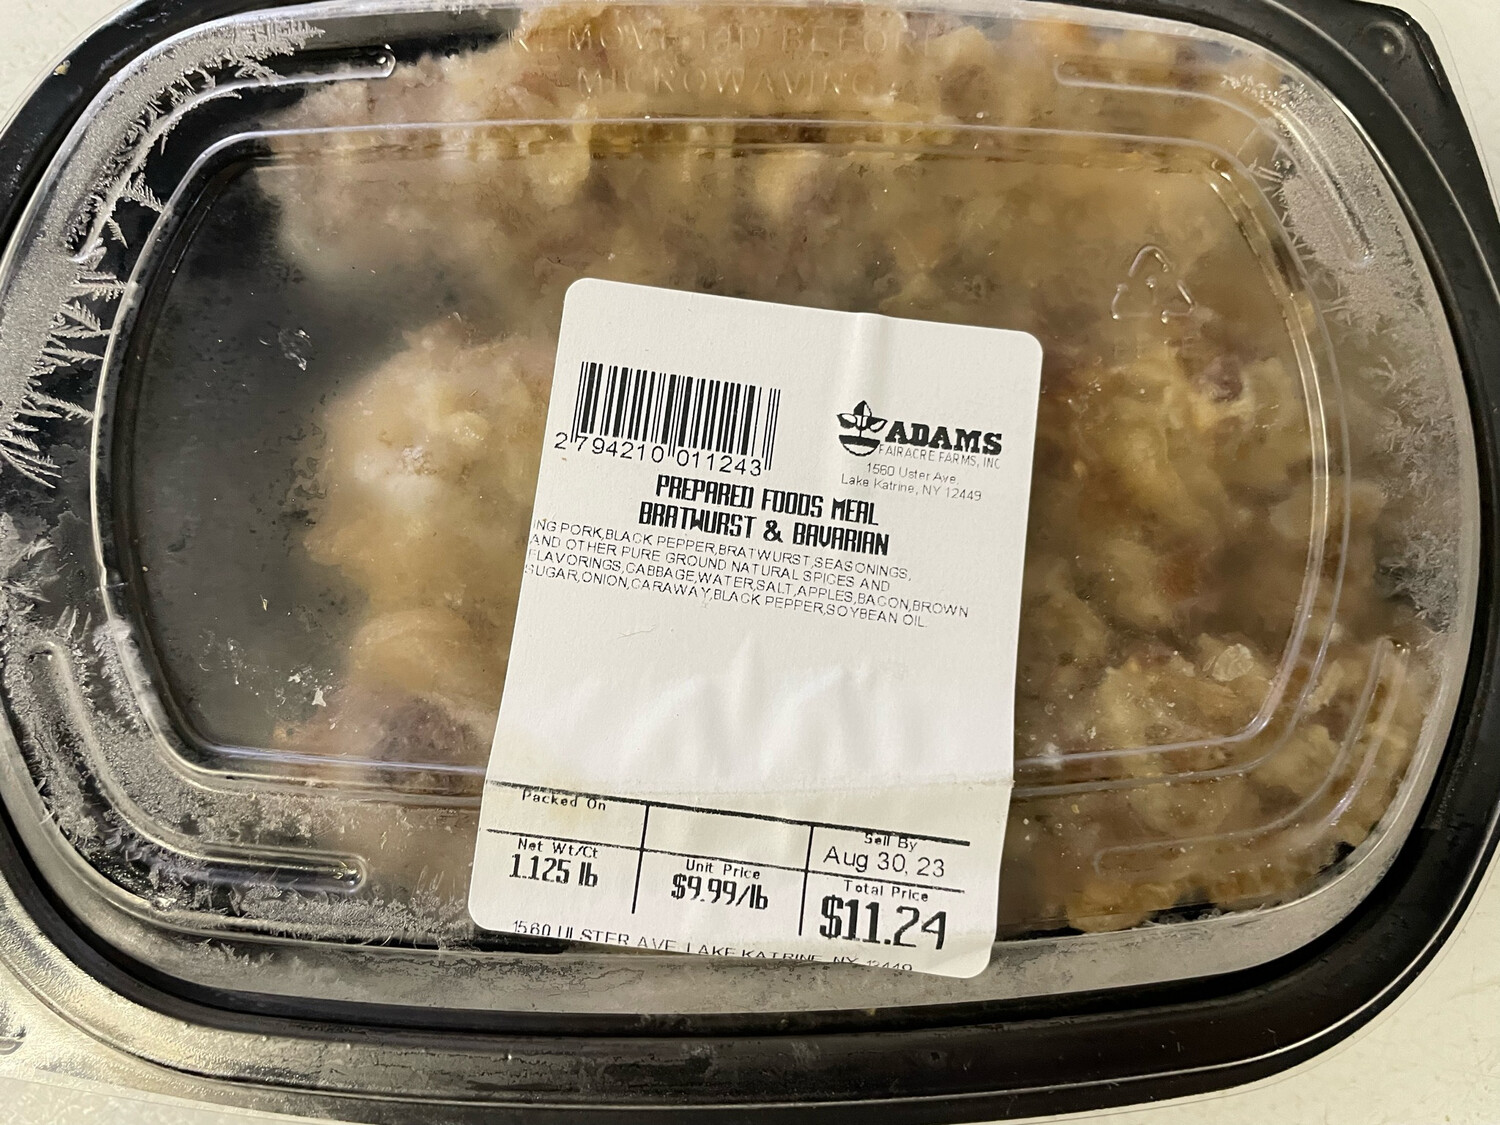 REMOVE LID BEFORE
MICROWAVING
2 794210 011243
ADAMS
FAIRACRE FARMS, INC
1560 Uster Ave.
Lake Katrine, NY 12449
PREPARED FOODS MEAL
BRATWURST & BAVARIAN
ING PORK,BLACK PEPPER,BRATWURST,SEASONINGS,
AND OTHER PURE GROUND NATURAL SPICES AND
FLAVORINGS,CABBAGE,WATER,SALT,APPLES,BACON,BROWN
SUGAR,ONION,CARAWAY,BLACK PEPPER,SOYBEAN OIL.
Packed On
Sell By
Aug 30, 23
Net Wt/Ct
1.125 lb
Unit Price
$9.99/lb
Total Price
$11.24
1560 ULSTER AVE LAKE KATRINE, NY 12449